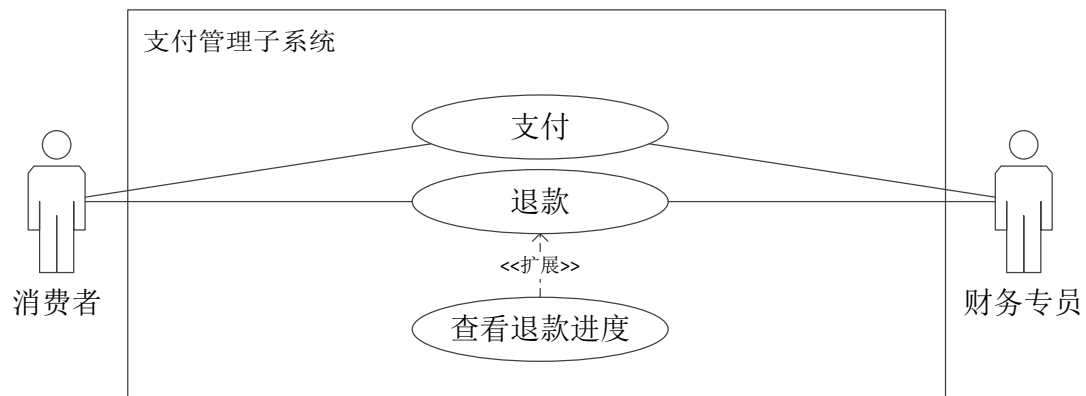 支付管理子系统
支付
退款
<<扩展>>
查看退款进度
消费者
财务专员